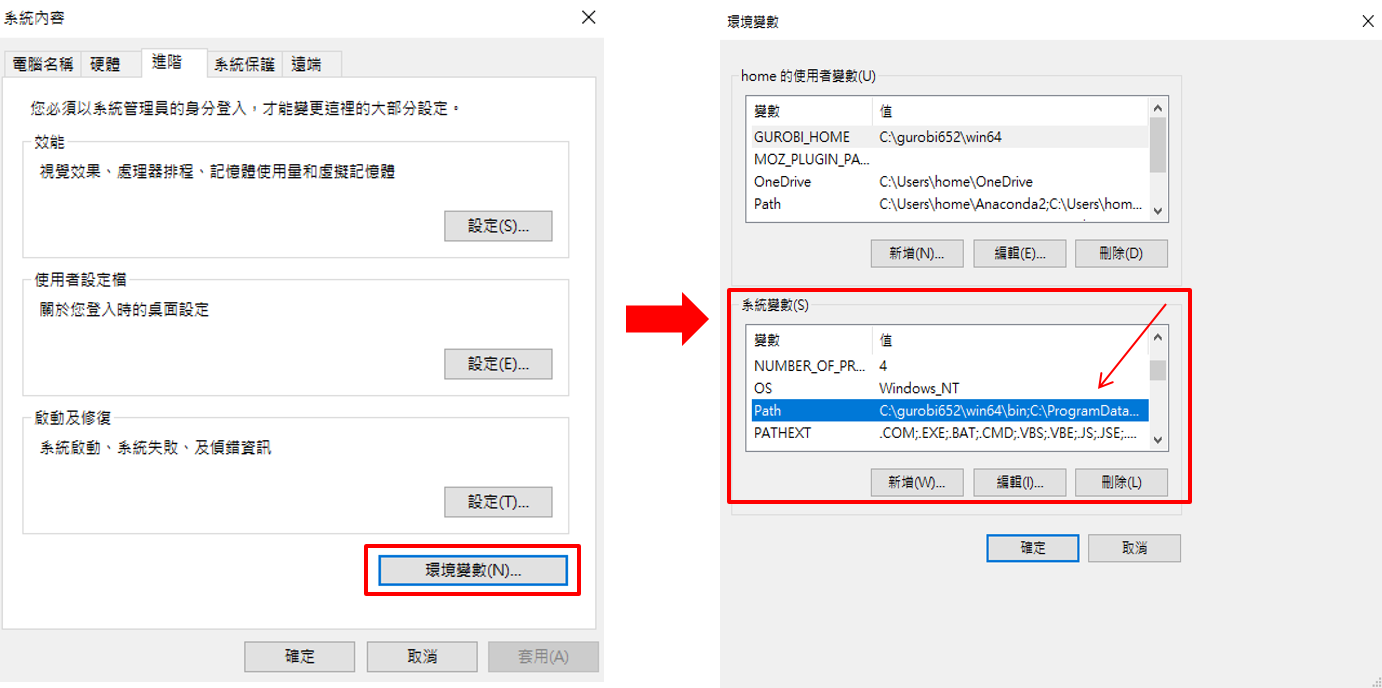 系統內容
電腦名稱 硬體 進階 系統保護 遠端
您必須以系統管理員的身分登入，才能變更這裡的大部分設定。
效能
視覺效果、處理器排程、記憶體使用量和虛擬記憶體
設定(S)...
使用者設定檔
關於您登入時的桌面設定
設定(E)...
啟動及修復
系統啟動、系統失敗、及偵錯資訊
設定(T)...
環境變數(N)...
確定 取消 套用(A)
環境變數
home 的使用者變數(U)
變數 值
GUROBI_HOME C:\gurobi652\win64
MOZ_PLUGIN_PA...
OneDrive C:\Users\home\OneDrive
Path C:\Users\home\Anaconda2;C:\Users\hom...
新增(N)... 編輯(E)... 刪除(D)
系統變數(S)
變數 值
NUMBER_OF_PR... 4
OS Windows_NT
Path C:\gurobi652\win64\bin;C:\ProgramData...
PATHEXT .COM;.EXE;.BAT;.CMD;.VBS;.VBE;.JS;.JSE;....
新增(W)... 編輯(I)... 刪除(L)
確定 取消